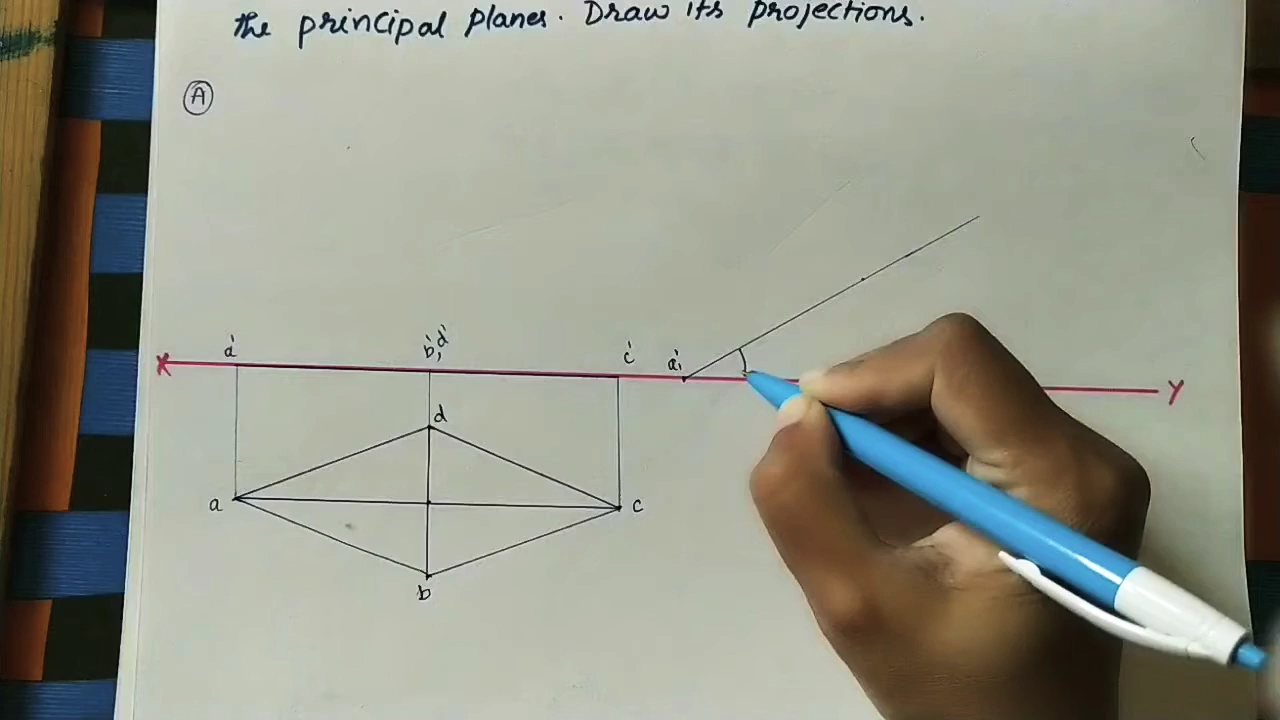 the principal planes. Draw its projections.
A
a' b', d' c' a₁'
X Y
d
a c
b